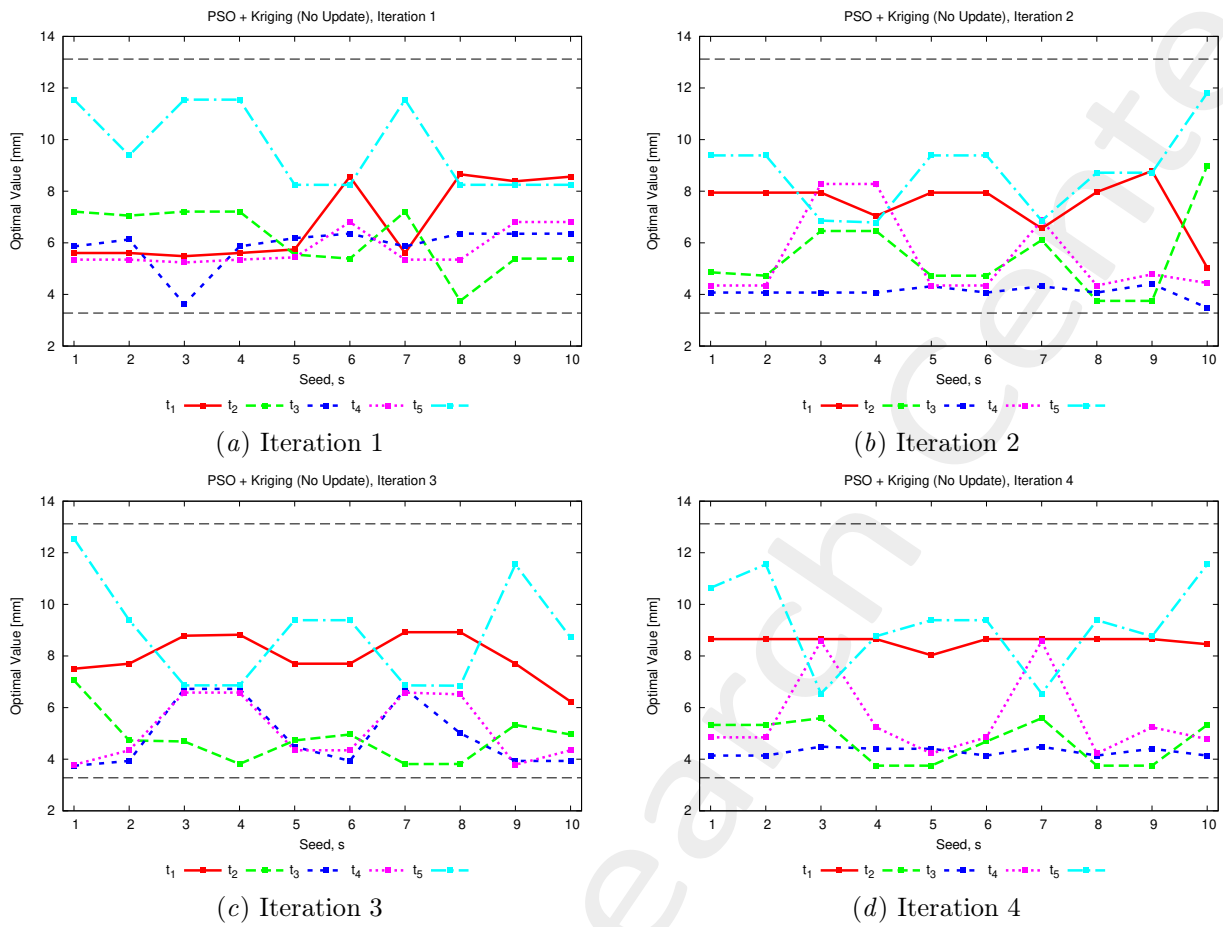 PSO + Kriging (No Update), Iteration 1
Optimal Value [mm]
14
12
10
8
6
4
2
1 2 3 4 5 6 7 8 9 10
Seed, s
t1 t2 t3 t4 t5
(a) Iteration 1
PSO + Kriging (No Update), Iteration 2
Optimal Value [mm]
14
12
10
8
6
4
2
1 2 3 4 5 6 7 8 9 10
Seed, s
t1 t2 t3 t4 t5
(b) Iteration 2
PSO + Kriging (No Update), Iteration 3
Optimal Value [mm]
14
12
10
8
6
4
2
1 2 3 4 5 6 7 8 9 10
Seed, s
t1 t2 t3 t4 t5
(c) Iteration 3
PSO + Kriging (No Update), Iteration 4
Optimal Value [mm]
14
12
10
8
6
4
2
1 2 3 4 5 6 7 8 9 10
Seed, s
t1 t2 t3 t4 t5
(d) Iteration 4